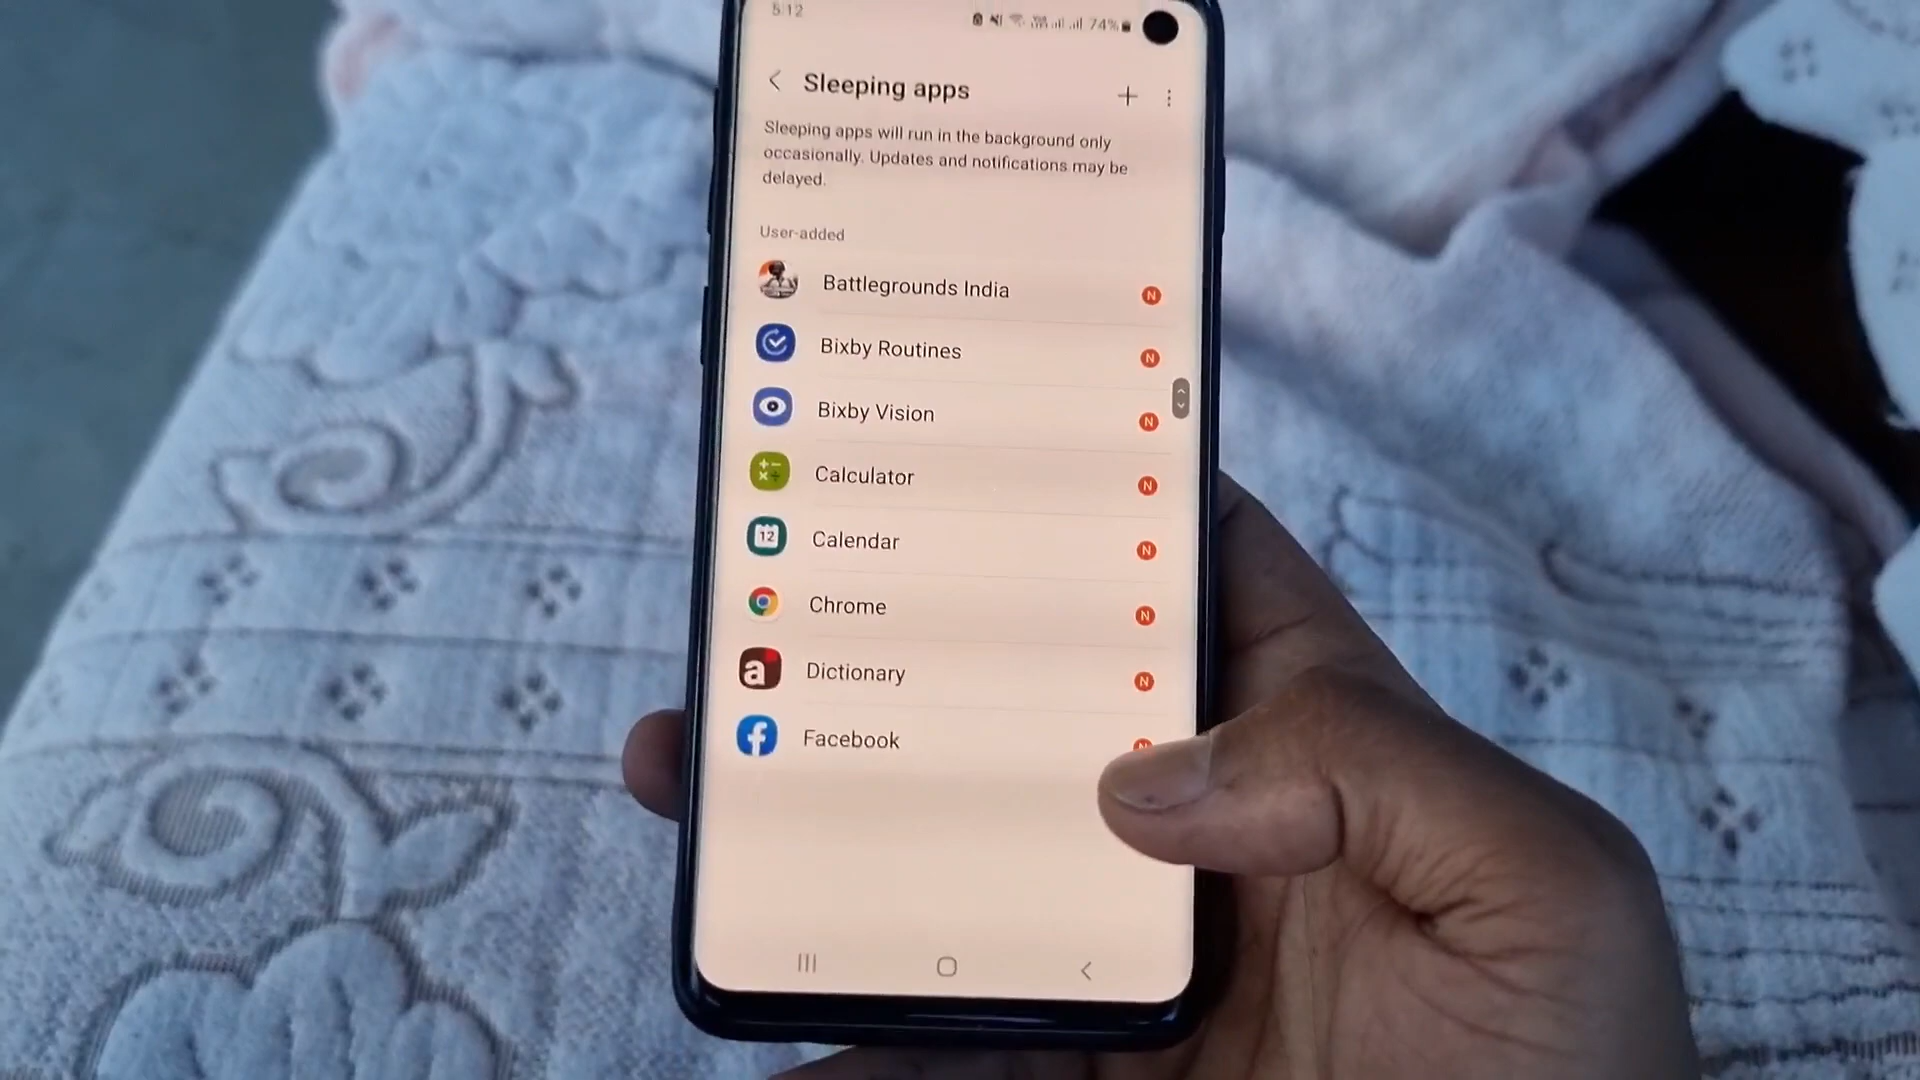 5:12
74%
Sleeping apps
Sleeping apps will run in the background only
occasionally. Updates and notifications may be
delayed.
User-added
Battlegrounds India
N
Bixby Routines
N
Bixby Vision
N
Calculator
N
12
Calendar
N
Chrome
N
a
Dictionary
N
f
Facebook
N